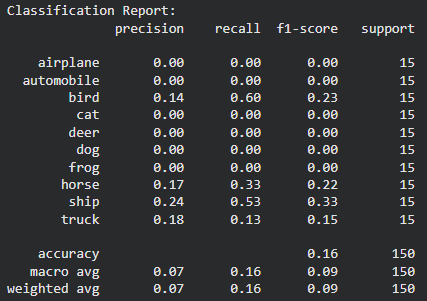 Classification Report:
precision recall f1-score support
airplane 0.00 0.00 0.00 15
automobile 0.00 0.00 0.00 15
bird 0.14 0.60 0.23 15
cat 0.00 0.00 0.00 15
deer 0.00 0.00 0.00 15
dog 0.00 0.00 0.00 15
frog 0.00 0.00 0.00 15
horse 0.17 0.33 0.22 15
ship 0.24 0.53 0.33 15
truck 0.18 0.13 0.15 15
accuracy 0.16 150
macro avg 0.07 0.16 0.09 150
weighted avg 0.07 0.16 0.09 150